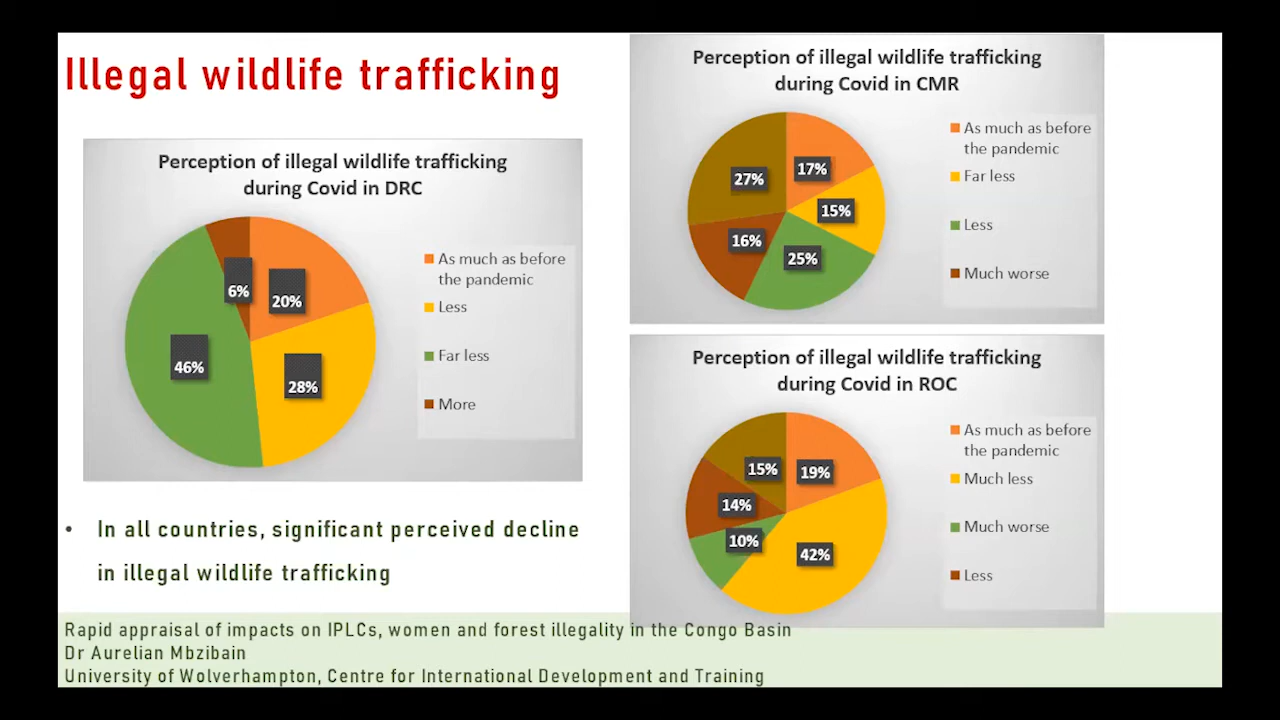 Illegal wildlife trafficking
Perception of illegal wildlife trafficking
during Covid in DRC
6%
20%
46%
28%
As much as before
the pandemic
Less
Far less
More
Perception of illegal wildlife trafficking
during Covid in CMR
27%
17%
15%
16%
25%
As much as before
the pandemic
Far less
Less
Much worse
Perception of illegal wildlife trafficking
during Covid in ROC
15%
19%
14%
10%
42%
As much as before
the pandemic
Much less
Much worse
Less
• In all countries, significant perceived decline
in illegal wildlife trafficking
Rapid appraisal of impacts on IPLCs, women and forest illegality in the Congo Basin
Dr Aurelian Mbzibain
University of Wolverhampton, Centre for International Development and Training